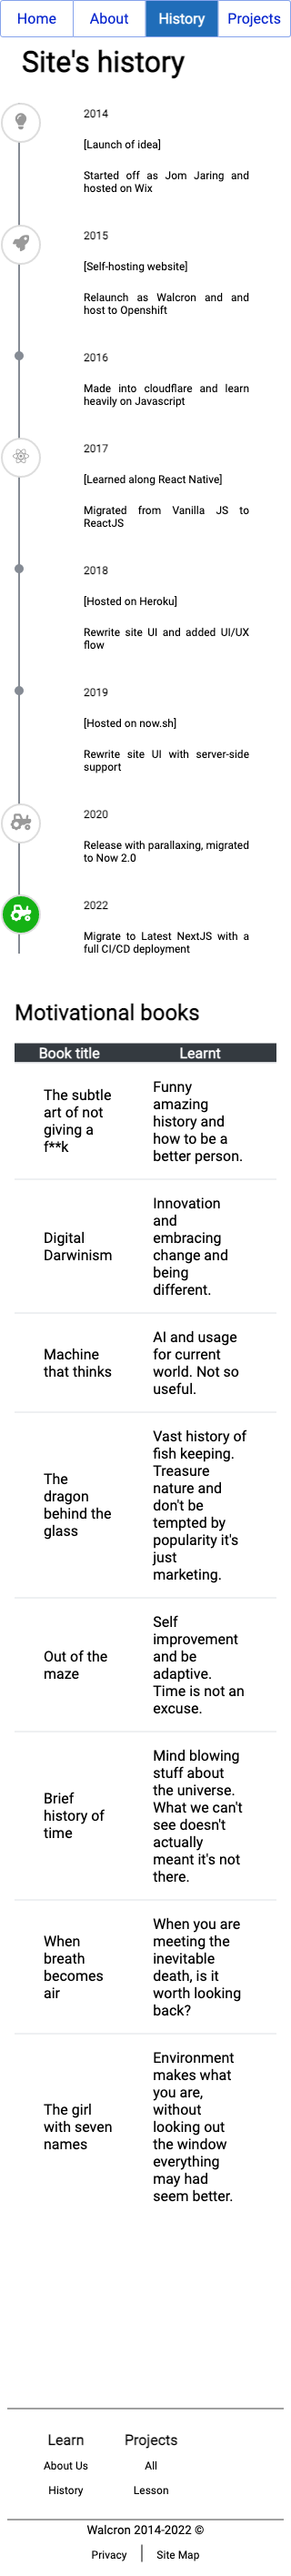 Home About History Projects
Site's history
2014
[Launch of idea]
Started off as Jom Jaring and
hosted on Wix
2015
[Self-hosting website]
Relaunch as Walcron and and
host to Openshift
2016
Made into cloudflare and learn
heavily on Javascript
2017
[Learned along React Native]
Migrated from Vanilla JS to
ReactJS
2018
[Hosted on Heroku]
Rewrite site UI and added UI/UX
flow
2019
[Hosted on now.sh]
Rewrite site UI with server-side
support
2020
Release with parallaxing, migrated
to Now 2.0
2022
Migrate to Latest NextJS with a
full CI/CD deployment
Motivational books
Book title Learnt
The subtle
art of not
giving a
f**k
Funny
amazing
history and
how to be a
better person.
Digital
Darwinism
Innovation
and
embracing
change and
being
different.
Machine
that thinks
AI and usage
for current
world. Not so
useful.
The
dragon
behind the
glass
Vast history of
fish keeping.
Treasure
nature and
don't be
tempted by
popularity it's
just
marketing.
Out of the
maze
Self
improvement
and be
adaptive.
Time is not an
excuse.
Brief
history of
time
Mind blowing
stuff about
the universe.
What we can't
see doesn't
actually
meant it's not
there.
When
breath
becomes
air
When you are
meeting the
inevitable
death, is it
worth looking
back?
The girl
with seven
names
Environment
makes what
you are,
without
looking out
the window
everything
may had
seem better.
Learn Projects
About Us All
History Lesson
Walcron 2014-2022 ©
Privacy | Site Map